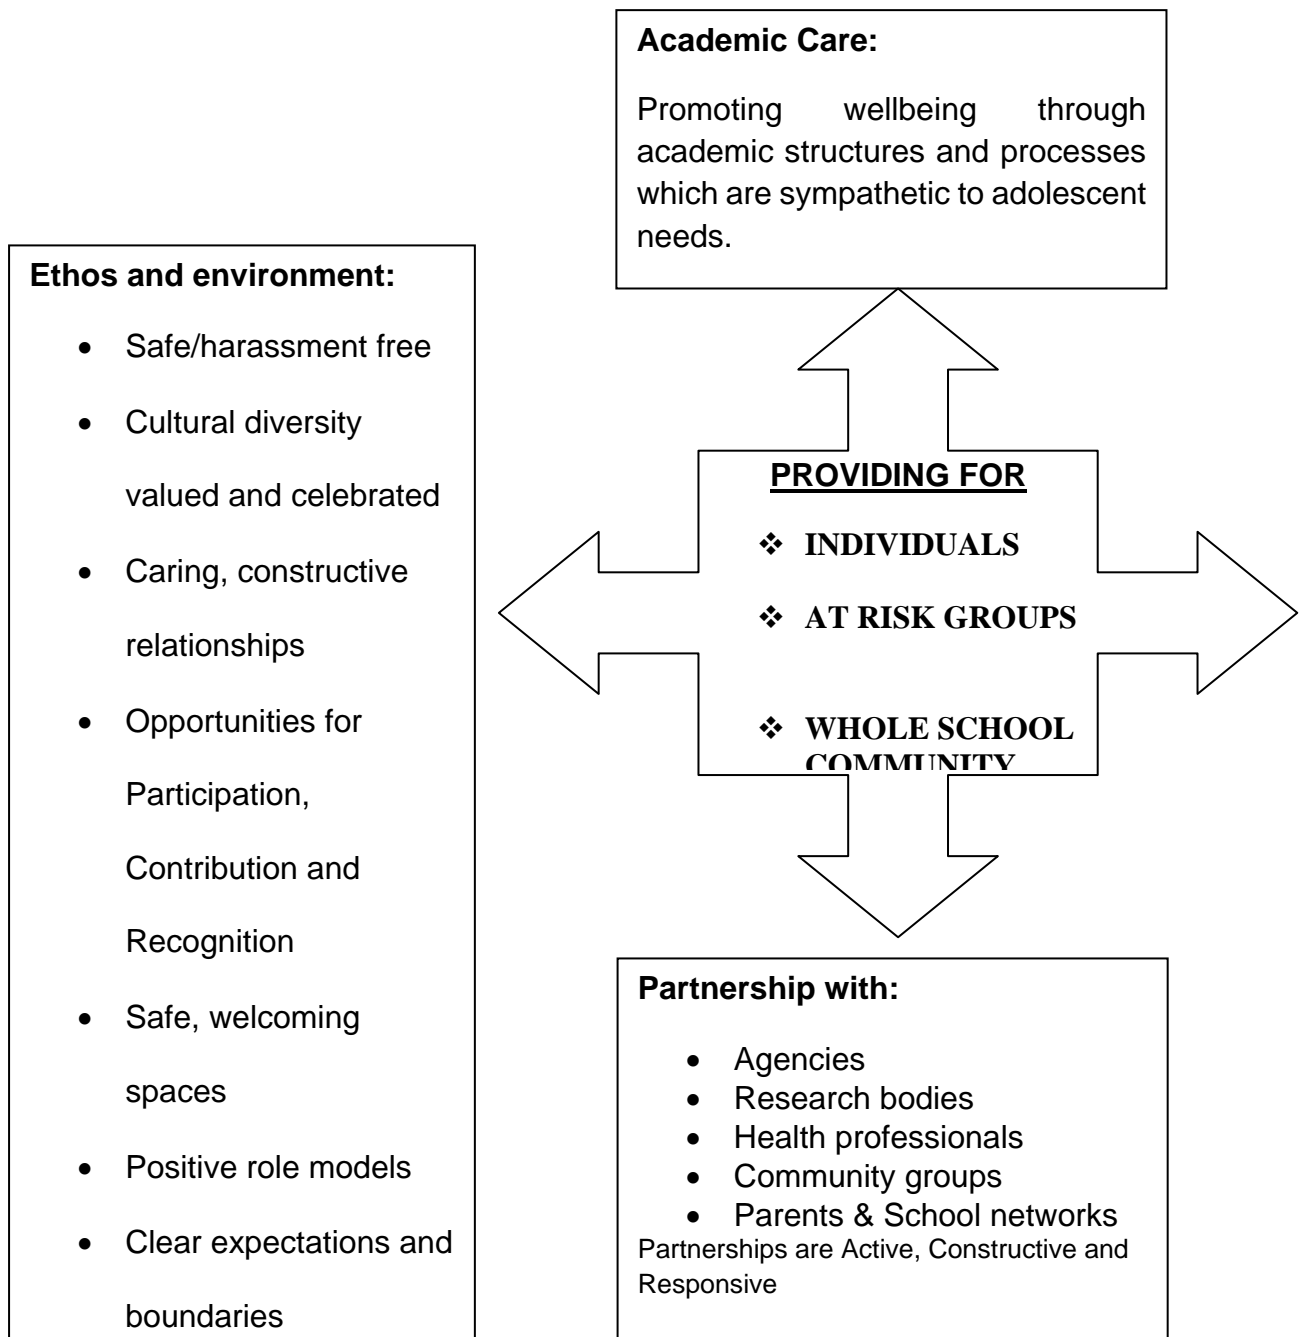 Academic Care:
Promoting wellbeing through
academic structures and processes
which are sympathetic to adolescent
needs.
Ethos and environment:
• Safe/harassment free
• Cultural diversity
valued and celebrated
• Caring, constructive
relationships
• Opportunities for
Participation,
Contribution and
Recognition
• Safe, welcoming
spaces
• Positive role models
• Clear expectations and
boundaries
PROVIDING FOR
❖ INDIVIDUALS
❖ AT RISK GROUPS
❖ WHOLE SCHOOL
COMMUNITY
Partnership with:
• Agencies
• Research bodies
• Health professionals
• Community groups
• Parents & School networks
Partnerships are Active, Constructive and
Responsive